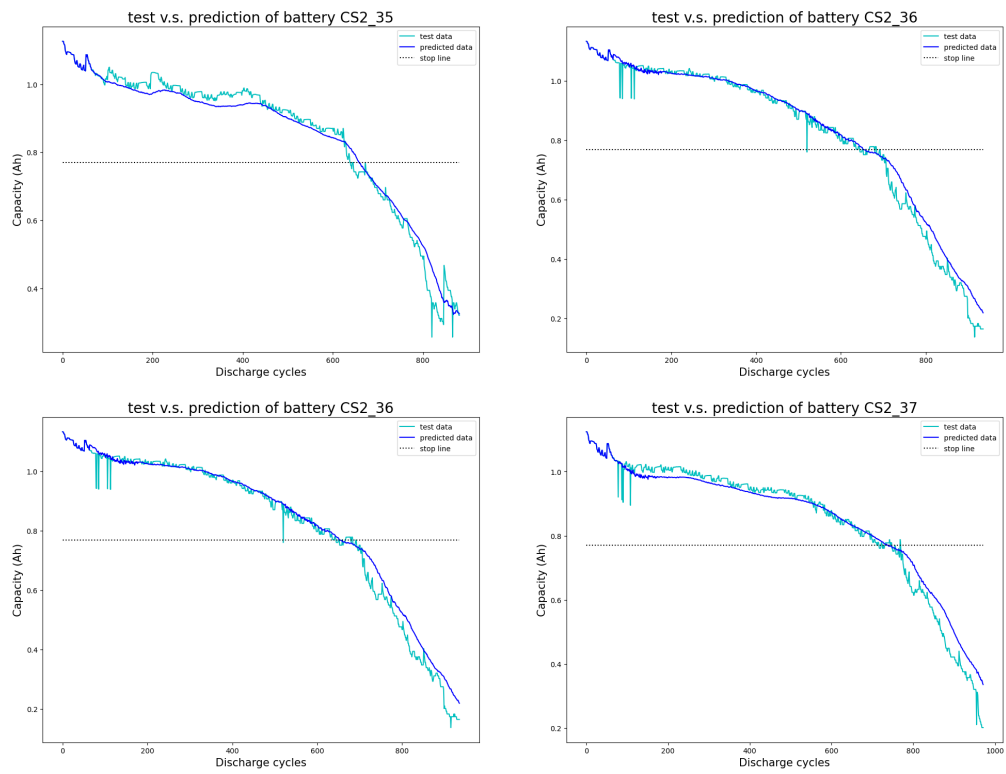 test v.s. prediction of battery CS2_35
test data
predicted data
stop line
Capacity (Ah)
1.0
0.8
0.6
0.4
0 200 400 600 800
Discharge cycles
test v.s. prediction of battery CS2_36
test data
predicted data
stop line
Capacity (Ah)
1.0
0.8
0.6
0.4
0.2
0 200 400 600 800
Discharge cycles
test v.s. prediction of battery CS2_36
test data
predicted data
stop line
Capacity (Ah)
1.0
0.8
0.6
0.4
0.2
0 200 400 600 800
Discharge cycles
test v.s. prediction of battery CS2_37
test data
predicted data
stop line
Capacity (Ah)
1.0
0.8
0.6
0.4
0.2
0 200 400 600 800 1000
Discharge cycles